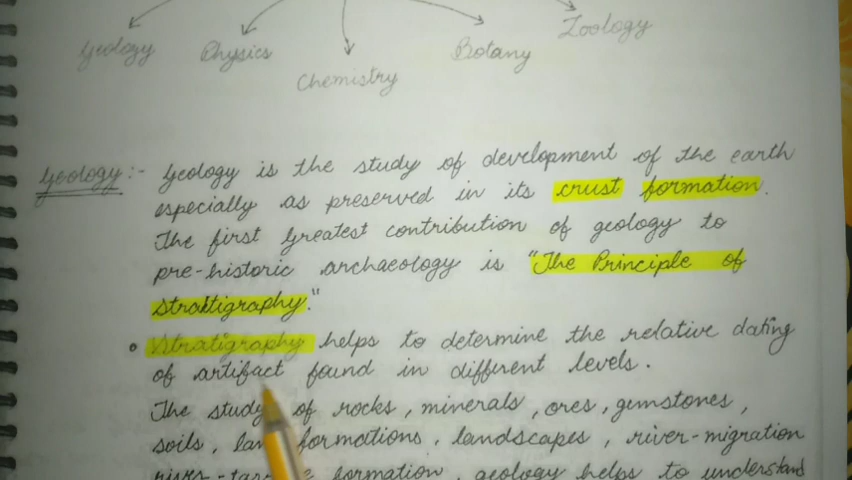 Geology Physics Chemistry Botany Zoology
Geology :- Geology is the study of development of the earth
especially as preserved in its crust formation.
The first greatest contribution of geology to
pre-historic archaeology is "The Principle of
Stratigraphy."
• Stratigraphy helps to determine the relative dating
of artifact found in different levels.
The study of rocks, minerals, ores, gemstones,
soils, formations, landscapes, river-migration
formation, geology helps to understand